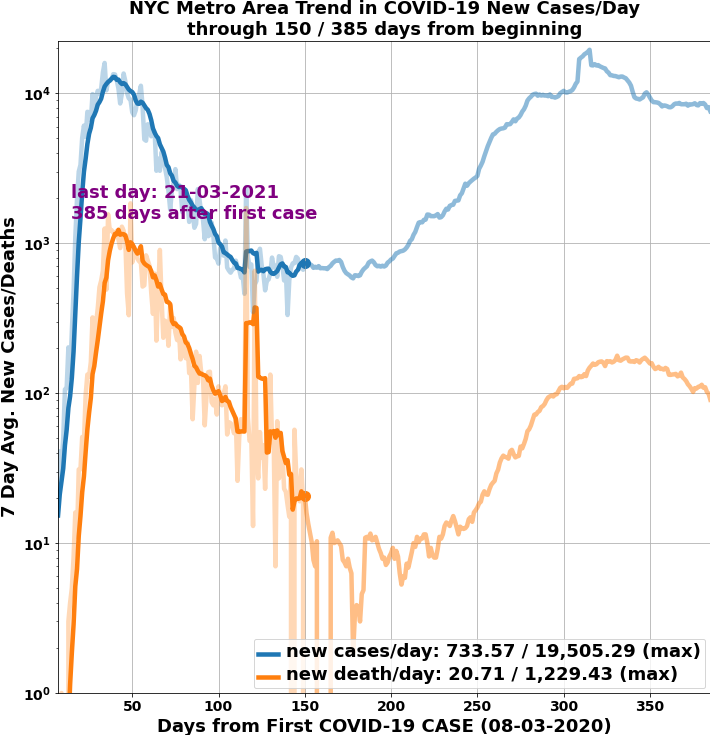 NYC Metro Area Trend in COVID-19 New Cases/Day
through 150 / 385 days from beginning
7 Day Avg. New Cases/Deaths
10⁴
10³
10²
10¹
10⁰
last day: 21-03-2021
385 days after first case
new cases/day: 733.57 / 19,505.29 (max)
new death/day: 20.71 / 1,229.43 (max)
50 100 150 200 250 300 350
Days from First COVID-19 CASE (08-03-2020)